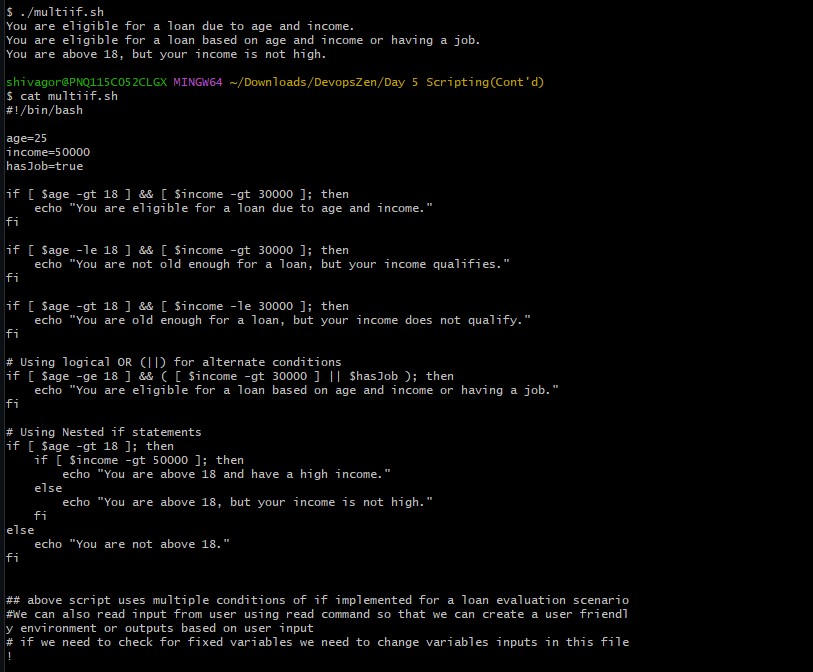 $ ./multiif.sh
You are eligible for a loan due to age and income.
You are eligible for a loan based on age and income or having a job.
You are above 18, but your income is not high.
shivagor@PNQ115CO52CLGX MINGW64 ~/Downloads/DevopsZen/Day 5 Scripting(Cont'd)
$ cat multiif.sh
#!/bin/bash
age=25
income=50000
hasJob=true
if [ $age -gt 18 ] && [ $income -gt 30000 ]; then
    echo "You are eligible for a loan due to age and income."
fi
if [ $age -le 18 ] && [ $income -gt 30000 ]; then
    echo "You are not old enough for a loan, but your income qualifies."
fi
if [ $age -gt 18 ] && [ $income -le 30000 ]; then
    echo "You are old enough for a loan, but your income does not qualify."
fi
# Using logical OR (||) for alternate conditions
if [ $age -ge 18 ] && ( [ $income -gt 30000 ] || $hasJob ); then
    echo "You are eligible for a loan based on age and income or having a job."
fi
# Using Nested if statements
if [ $age -gt 18 ]; then
    if [ $income -gt 50000 ]; then
        echo "You are above 18 and have a high income."
    else
        echo "You are above 18, but your income is not high."
    fi
else
    echo "You are not above 18."
fi
## above script uses multiple conditions of if implemented for a loan evaluation scenario
#We can also read input from user using read command so that we can create a user friendl
y environment or outputs based on user input
# if we need to check for fixed variables we need to change variables inputs in this file
!